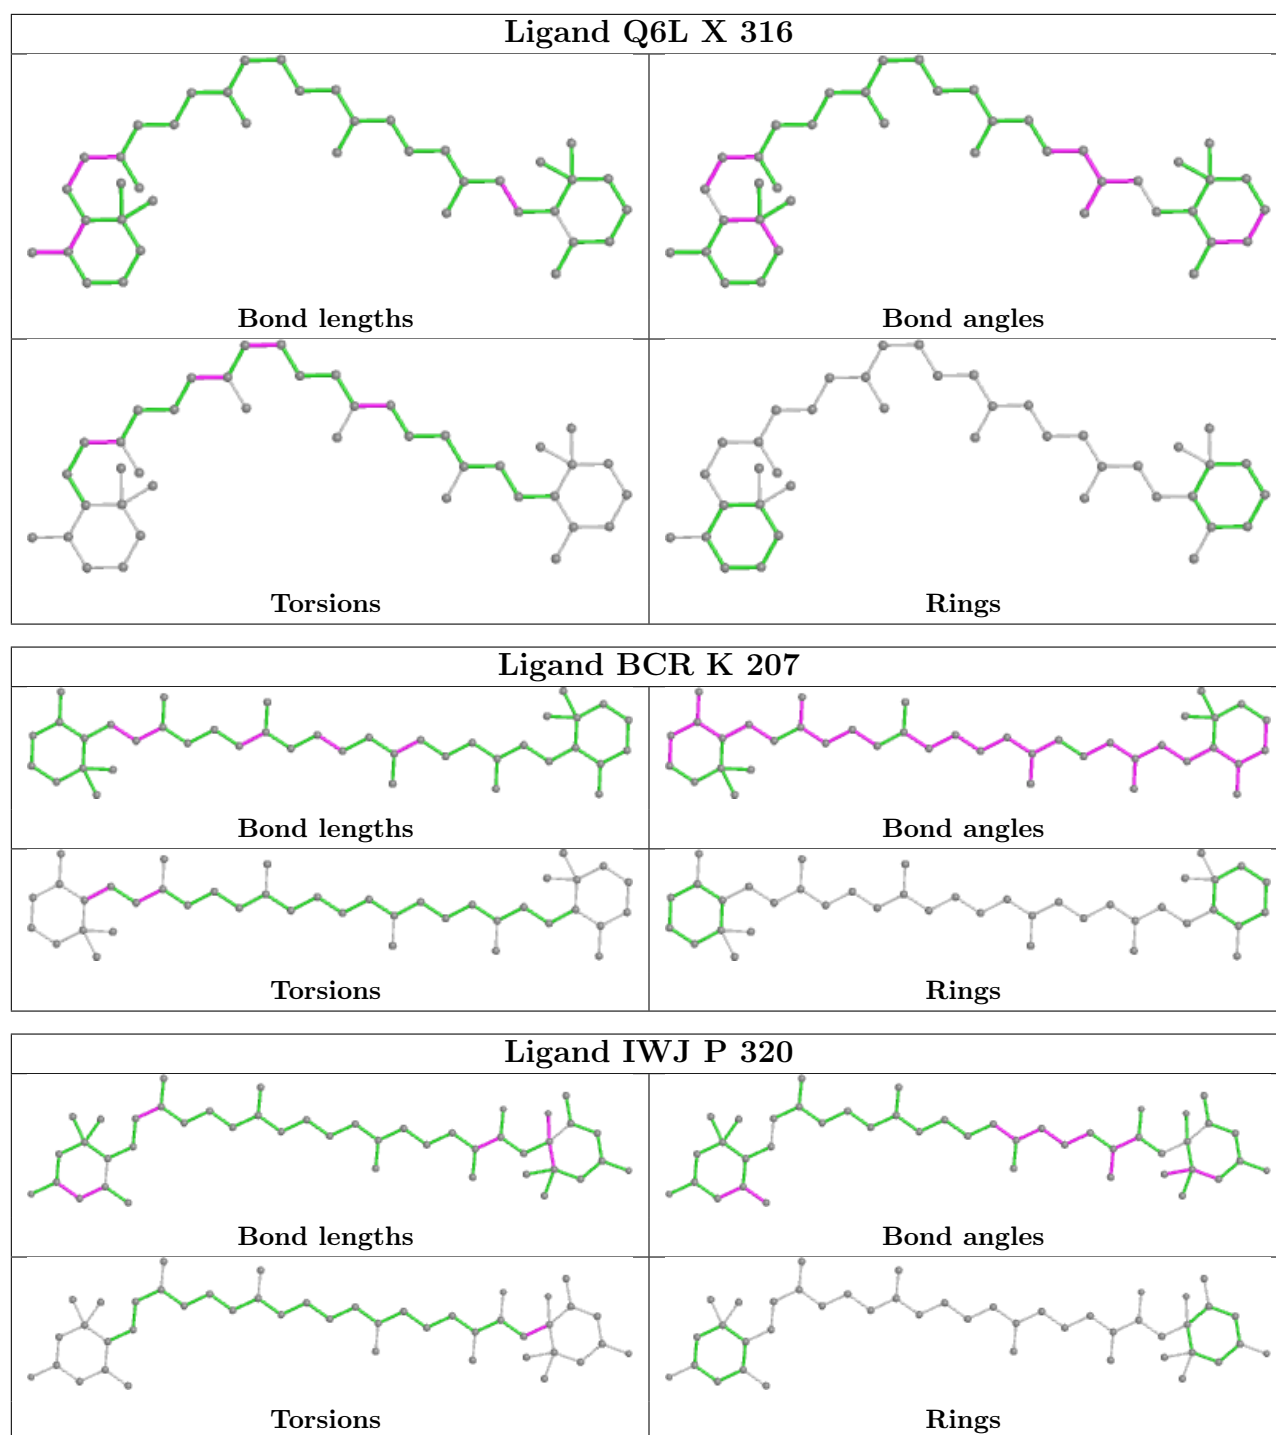 Ligand Q6L X 316
Bond lengths
Bond angles
Torsions
Rings
Ligand BCR K 207
Bond lengths
Bond angles
Torsions
Rings
Ligand IWJ P 320
Bond lengths
Bond angles
Torsions
Rings